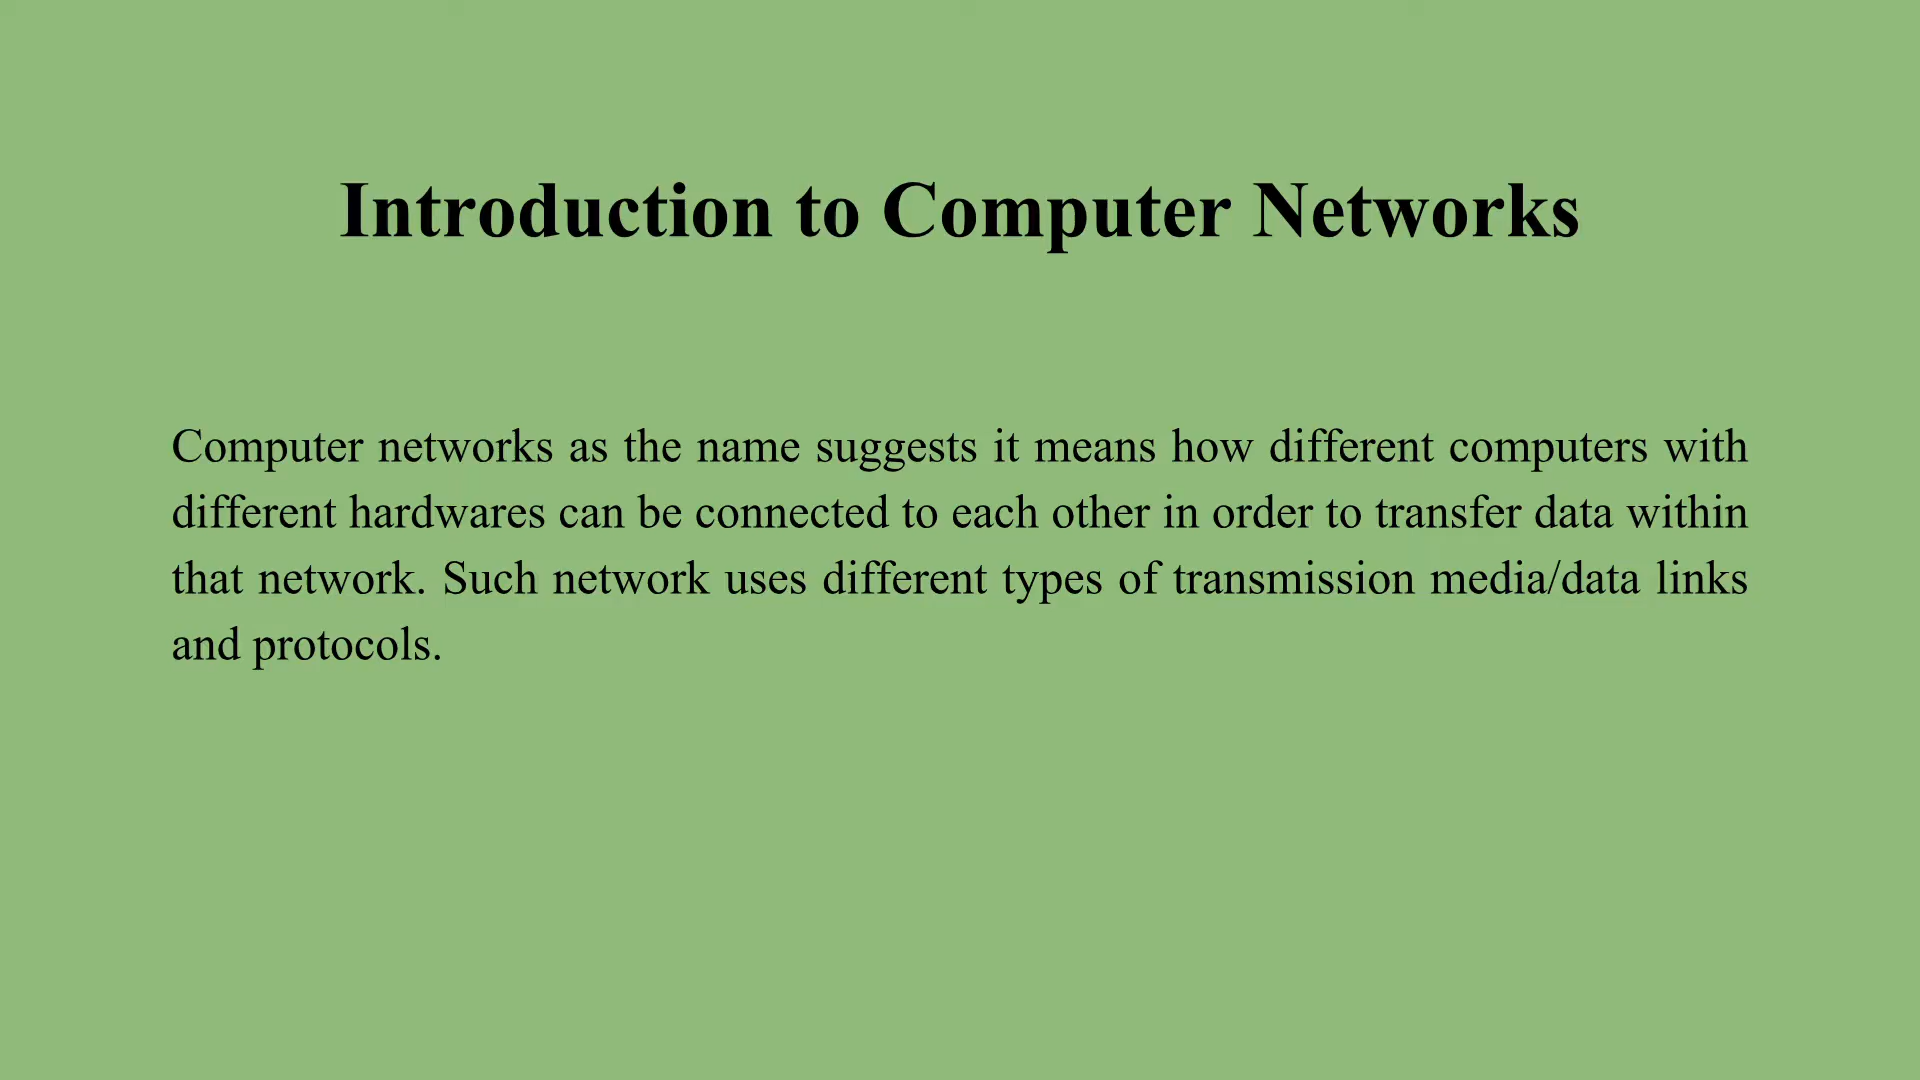 Introduction to Computer Networks
Computer networks as the name suggests it means how different computers with
different hardwares can be connected to each other in order to transfer data within
that network. Such network uses different types of transmission media/data links
and protocols.